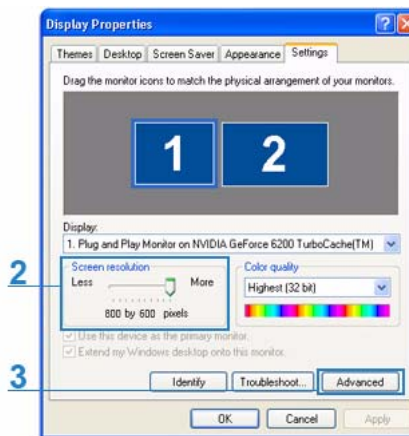 Display Properties
Themes Desktop Screen Saver Appearance Settings
Drag the monitor icons to match the physical arrangement of your monitors.
1 2
Display:
1. Plug and Play Monitor on NVIDIA GeForce 6200 TurboCache(TM)
2
Screen resolution
Less More
800 by 600 pixels
Color quality
Highest (32 bit)
Use this device as the primary monitor.
Extend my Windows desktop onto this monitor.
3
Identify Troubleshoot... Advanced
OK Cancel Apply